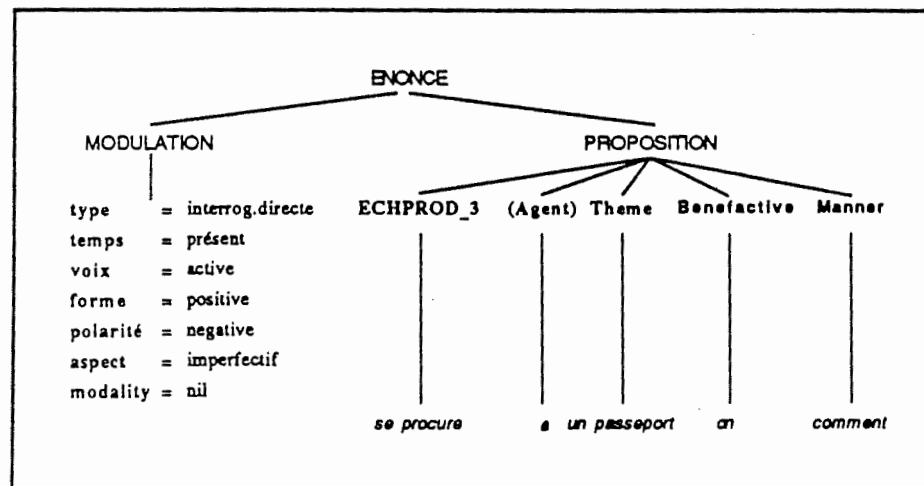 ENONCE
MODULATION PROPOSITION
type = interrog.directe ECHPROD_3 (Agent) Theme Benefactive Manner
temps = présent
voix = active
forme = positive
polarité = negative
aspect = imperfectif
modality = nil
se procure un passeport on comment